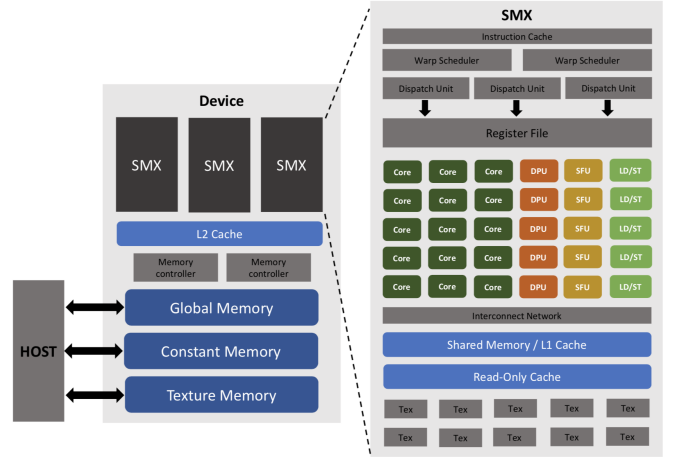 SMX
Instruction Cache
Warp Scheduler Warp Scheduler
Dispatch Unit Dispatch Unit Dispatch Unit
Register File
Core Core Core DPU SFU LD/ST
Core Core Core DPU SFU LD/ST
Core Core Core DPU SFU LD/ST
Core Core Core DPU SFU LD/ST
Core Core Core DPU SFU LD/ST
Interconnect Network
Shared Memory / L1 Cache
Read-Only Cache
Tex Tex Tex Tex Tex
Tex Tex Tex Tex Tex
Device
SMX SMX SMX
L2 Cache
Memory controller
Memory controller
Global Memory
Constant Memory
Texture Memory
HOST